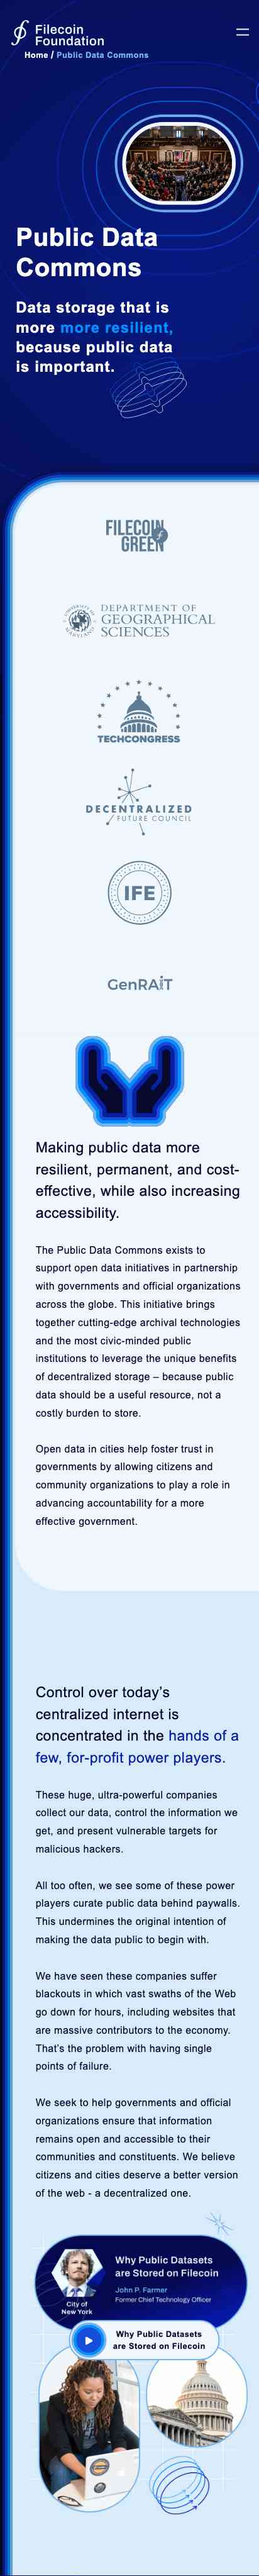 Filecoin
Foundation
Home / Public Data Commons
Public Data
Commons
Data storage that is
more more resilient,
because public data
is important.
FILECOIN
GREEN
UNIVERSITY OF
MARYLAND
DEPARTMENT OF
GEOGRAPHICAL
SCIENCES
TECHCONGRESS
DECENTRALIZED
FUTURE COUNCIL
IFE
GenRAiT
Making public data more
resilient, permanent, and cost-
effective, while also increasing
accessibility.
The Public Data Commons exists to
support open data initiatives in partnership
with governments and official organizations
across the globe. This initiative brings
together cutting-edge archival technologies
and the most civic-minded public
institutions to leverage the unique benefits
of decentralized storage – because public
data should be a useful resource, not a
costly burden to store.
Open data in cities help foster trust in
governments by allowing citizens and
community organizations to play a role in
advancing accountability for a more
effective government.
Control over today’s
centralized internet is
concentrated in the hands of a
few, for-profit power players.
These huge, ultra-powerful companies
collect our data, control the information we
get, and present vulnerable targets for
malicious hackers.
All too often, we see some of these power
players curate public data behind paywalls.
This undermines the original intention of
making the data public to begin with.
We have seen these companies suffer
blackouts in which vast swaths of the Web
go down for hours, including websites that
are massive contributors to the economy.
That’s the problem with having single
points of failure.
We seek to help governments and official
organizations ensure that information
remains open and accessible to their
communities and constituents. We believe
citizens and cities deserve a better version
of the web - a decentralized one.
Why Public Datasets
are Stored on Filecoin
John P. Farmer
Former Chief Technology Officer
City of
New York
Why Public Datasets
are Stored on Filecoin